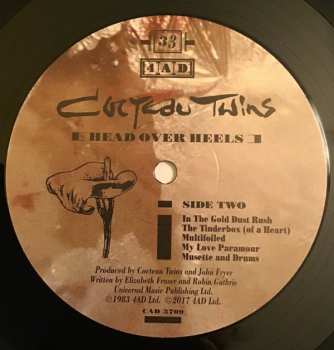 33
4AD
Cocteau Twins
HEAD OVER HEELS
SIDE TWO
In The Gold Dust Rush
The Tinderbox (of a Heart)
Multifoiled
My Love Paramour
Musette and Drums
Produced by Cocteau Twins and John Fryer
Written by Elizabeth Fraser and Robin Guthrie
Universal Music Publishing Ltd.
Ⓟ1983 4AD Ltd. ©2017 4AD Ltd.
CAD 3709